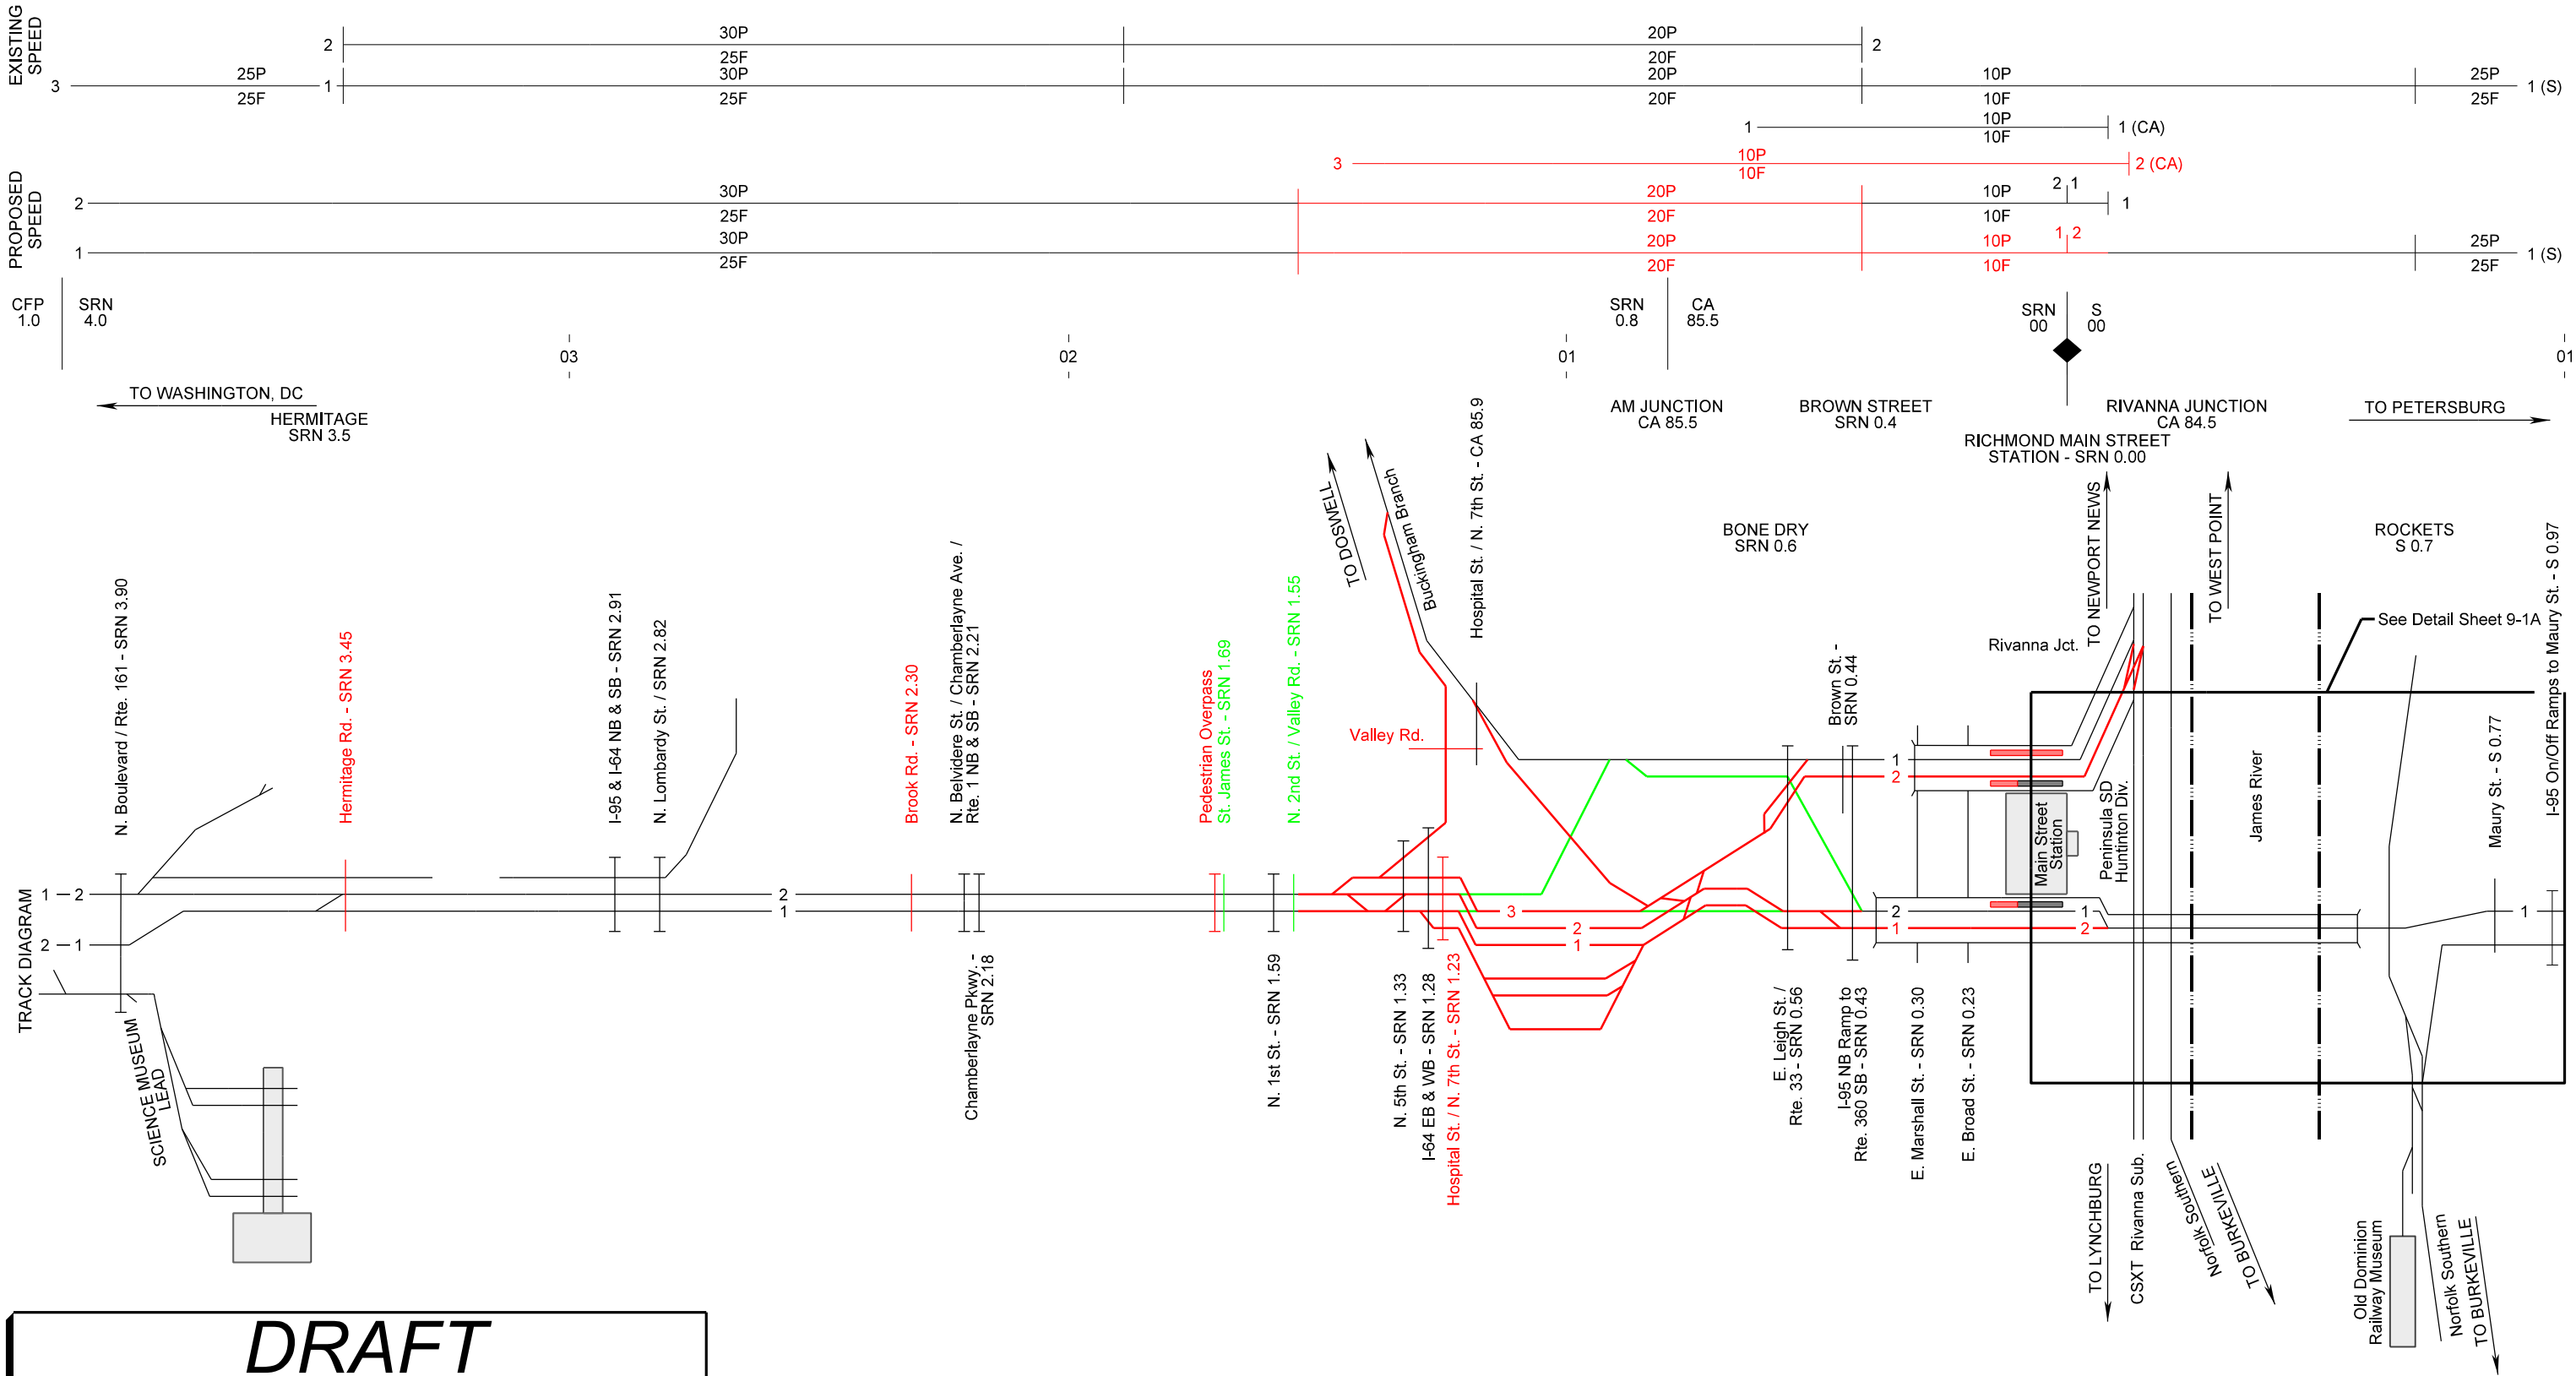 EXISTING
SPEED
2
30P
25F
20P
20F
2
3
25P
25F
1
30P
25F
20P
20F
10P
10F
25P
25F
1 (S)
1
10P
10F
1 (CA)
PROPOSED
SPEED
3
10P
10F
2 (CA)
2
30P
25F
20P
20F
10P
10F
2 1
1
1
30P
25F
20P
20F
10P
10F
1 2
25P
25F
1 (S)
CFP
1.0
SRN
4.0
03
02
01
SRN
0.8
CA
85.5
SRN
00
S
00
01
TO WASHINGTON, DC
HERMITAGE
SRN 3.5
AM JUNCTION
CA 85.5
BROWN STREET
SRN 0.4
RIVANNA JUNCTION
CA 84.5
TO PETERSBURG
RICHMOND MAIN STREET
STATION - SRN 0.00
BONE DRY
SRN 0.6
ROCKETS
S 0.7
TO DOSWELL
Buckingham Branch
Hospital St. / N. 7th St. - CA 85.9
TO NEWPORT NEWS
TO WEST POINT
See Detail Sheet 9-1A
Rivanna Jct.
N. Boulevard / Rte. 161 - SRN 3.90
Hermitage Rd. - SRN 3.45
I-95 & I-64 NB & SB - SRN 2.91
N. Lombardy St. / SRN 2.82
Brook Rd. - SRN 2.30
N. Belvidere St. / Chamberlayne Ave. /
Rte. 1 NB & SB - SRN 2.21
Pedestrian Overpass
St. James St. - SRN 1.69
N. 2nd St. / Valley Rd. - SRN 1.55
Valley Rd.
Brown St. -
SRN 0.44
Main Street
Station
Peninsula SD
Huntinton Div.
James River
Maury St. - S 0.77
I-95 On/Off Ramps to Maury St. - S 0.97
TRACK DIAGRAM
1 2
2 1
2
1
3
2
1
1
2
2
1
1
2
1
SCIENCE MUSEUM
LEAD
Chamberlayne Pkwy. -
SRN 2.18
N. 1st St. - SRN 1.59
N. 5th St. - SRN 1.33
I-64 EB & WB - SRN 1.28
Hospital St. / N. 7th St. - SRN 1.23
E. Leigh St. /
Rte. 33 - SRN 0.56
I-95 NB Ramp to
Rte. 360 SB - SRN 0.43
E. Marshall St. - SRN 0.30
E. Broad St. - SRN 0.23
TO LYNCHBURG
CSXT Rivanna Sub.
Norfolk Southern
TO BURKEVILLE
Old Dominion
Railway Museum
Norfolk Southern
TO BURKEVILLE
DRAFT